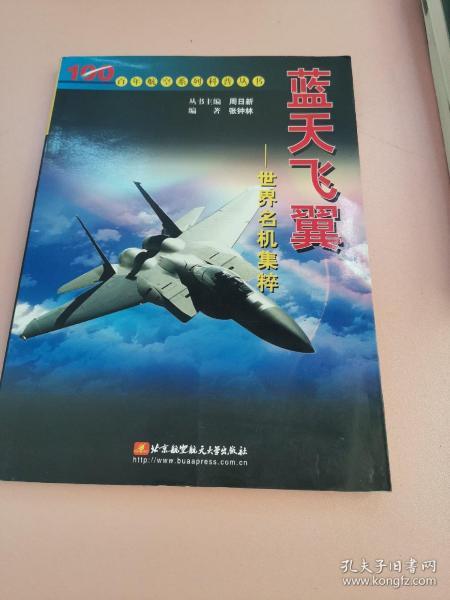 100 百年航空系列科普丛书
丛书主编 周日新
编 著 张钟林
蓝天飞翼
——世界名机集粹
北京航空航天大学出版社
http://www.buaapress.com.cn
孔夫子旧书网
www.kongfz.com